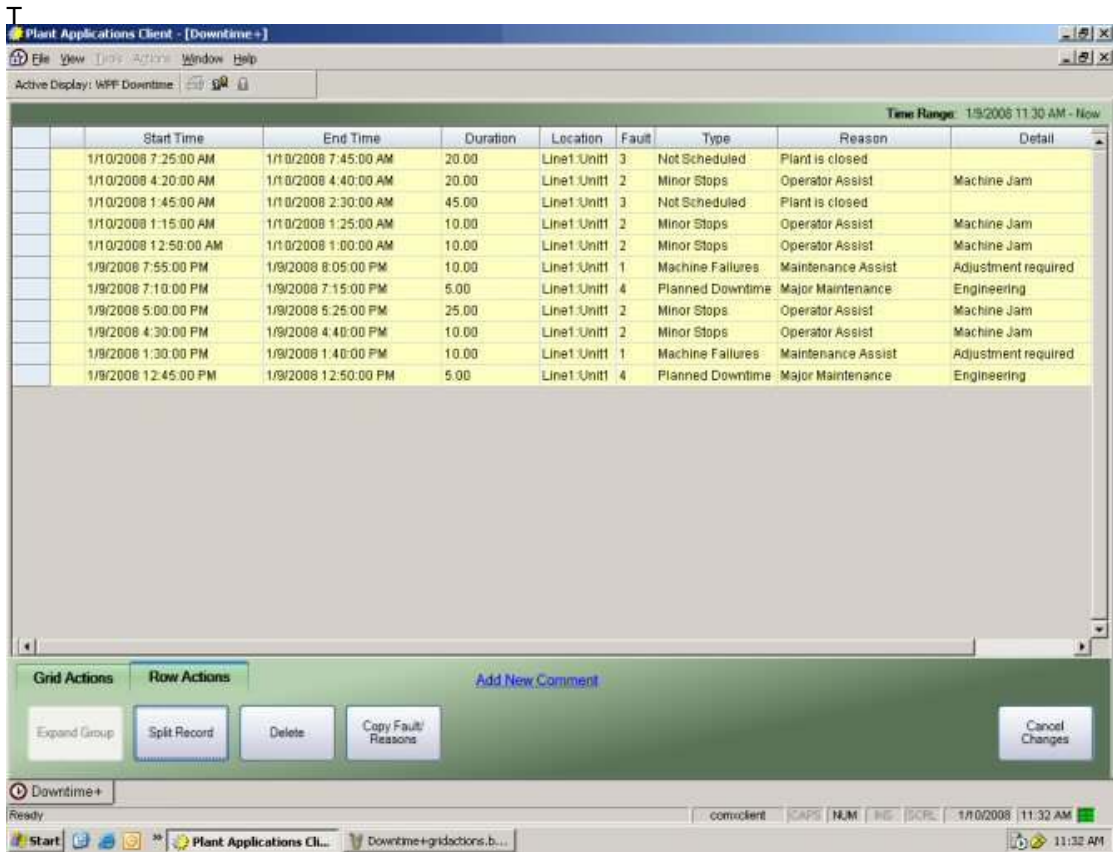 T
Plant Applications Client - [Downtime+]
File View Tools Actions Window Help
Active Display: WPF Downtime
Time Range: 1/9/2008 11:30 AM - Now
Start Time End Time Duration Location Fault Type Reason Detail
1/10/2008 7:25:00 AM 1/10/2008 7:45:00 AM 20.00 Line1:Unit1 3 Not Scheduled Plant is closed
1/10/2008 4:20:00 AM 1/10/2008 4:40:00 AM 20.00 Line1:Unit1 2 Minor Stops Operator Assist Machine Jam
1/10/2008 1:45:00 AM 1/10/2008 2:30:00 AM 45.00 Line1:Unit1 3 Not Scheduled Plant is closed
1/10/2008 1:15:00 AM 1/10/2008 1:25:00 AM 10.00 Line1:Unit1 2 Minor Stops Operator Assist Machine Jam
1/10/2008 12:50:00 AM 1/10/2008 1:00:00 AM 10.00 Line1:Unit1 2 Minor Stops Operator Assist Machine Jam
1/9/2008 7:55:00 PM 1/9/2008 8:05:00 PM 10.00 Line1:Unit1 1 Machine Failures Maintenance Assist Adjustment required
1/9/2008 7:10:00 PM 1/9/2008 7:15:00 PM 5.00 Line1:Unit1 4 Planned Downtime Major Maintenance Engineering
1/9/2008 5:00:00 PM 1/9/2008 5:25:00 PM 25.00 Line1:Unit1 2 Minor Stops Operator Assist Machine Jam
1/9/2008 4:30:00 PM 1/9/2008 4:40:00 PM 10.00 Line1:Unit1 2 Minor Stops Operator Assist Machine Jam
1/9/2008 1:30:00 PM 1/9/2008 1:40:00 PM 10.00 Line1:Unit1 1 Machine Failures Maintenance Assist Adjustment required
1/9/2008 12:45:00 PM 1/9/2008 12:50:00 PM 5.00 Line1:Unit1 4 Planned Downtime Major Maintenance Engineering
Grid Actions Row Actions Add New Comment
Expand Group Split Record Delete Copy Fault/ Reasons Cancel Changes
Downtime+
Ready comxclient CAPS NUM INS SCRL 1/10/2008 11:32 AM
Start » Plant Applications Cli... Downtime+gridactions.b... 11:32 AM